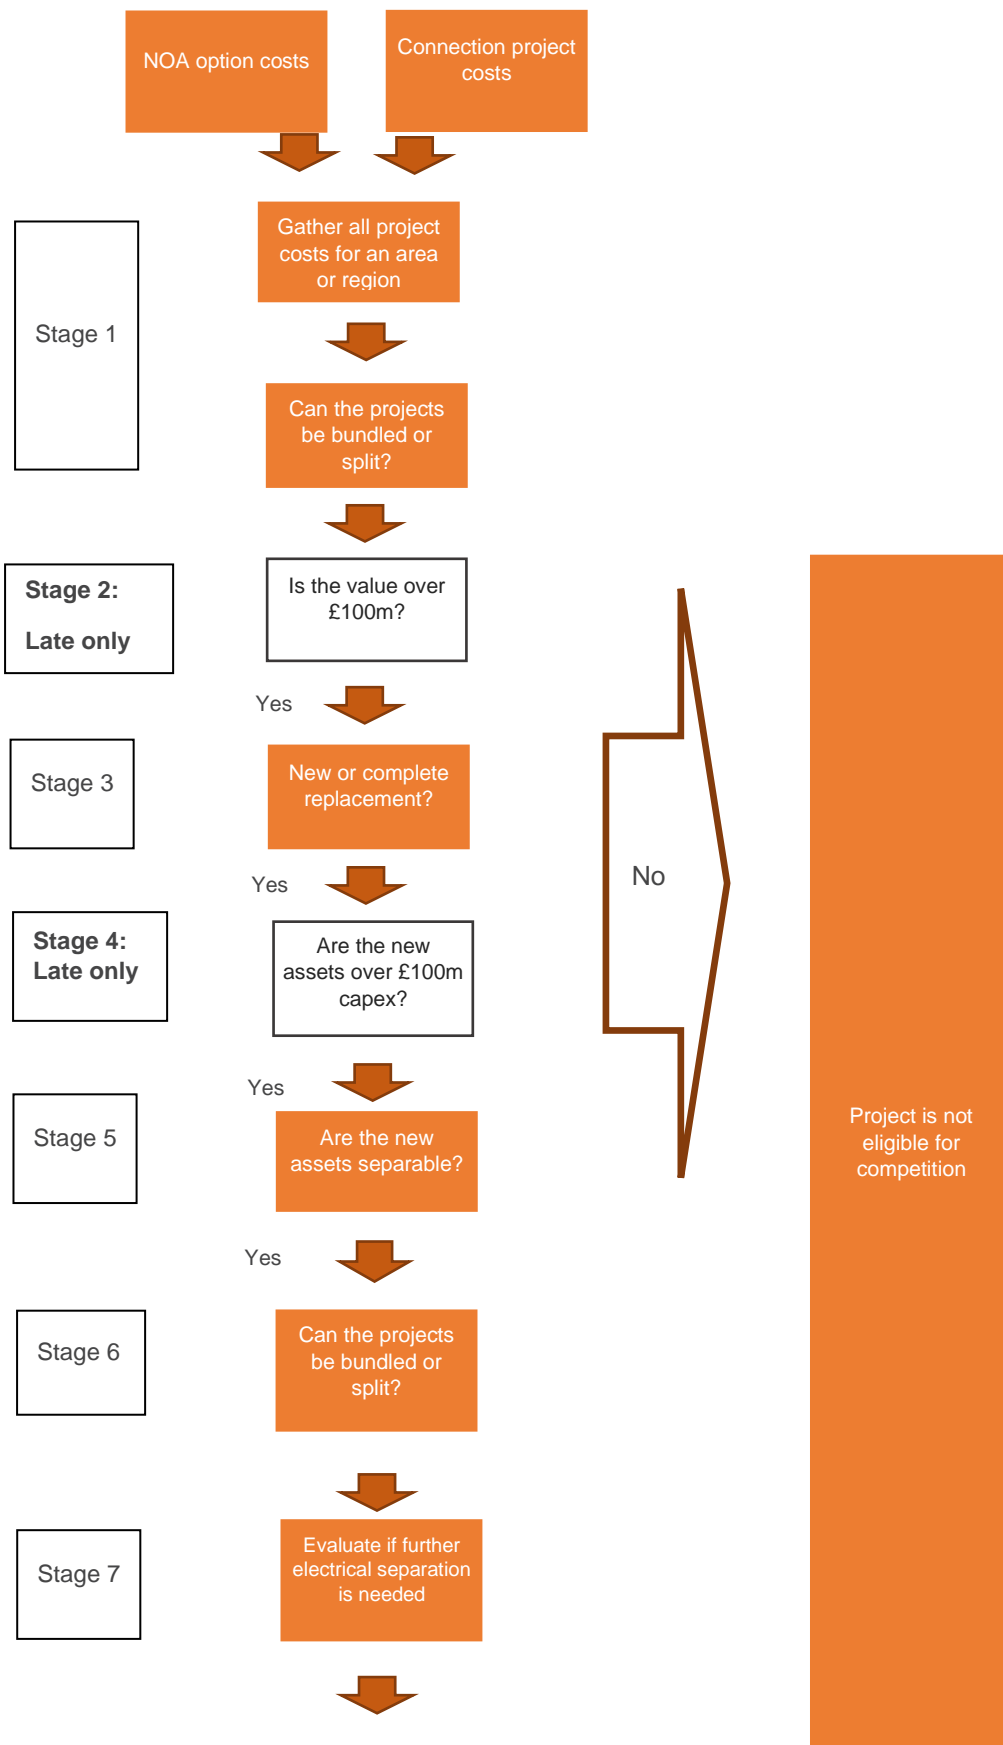 NOA option costs
Connection project
costs
Gather all project
costs for an area
or region
Stage 1
Can the projects
be bundled or
split?
Stage 2:
Late only
Is the value over
£100m?
Yes
Stage 3
New or complete
replacement?
Yes
No
Stage 4:
Late only
Are the new
assets over £100m
capex?
Yes
Stage 5
Are the new
assets separable?
Project is not
eligible for
competition
Yes
Stage 6
Can the projects
be bundled or
split?
Stage 7
Evaluate if further
electrical separation
is needed